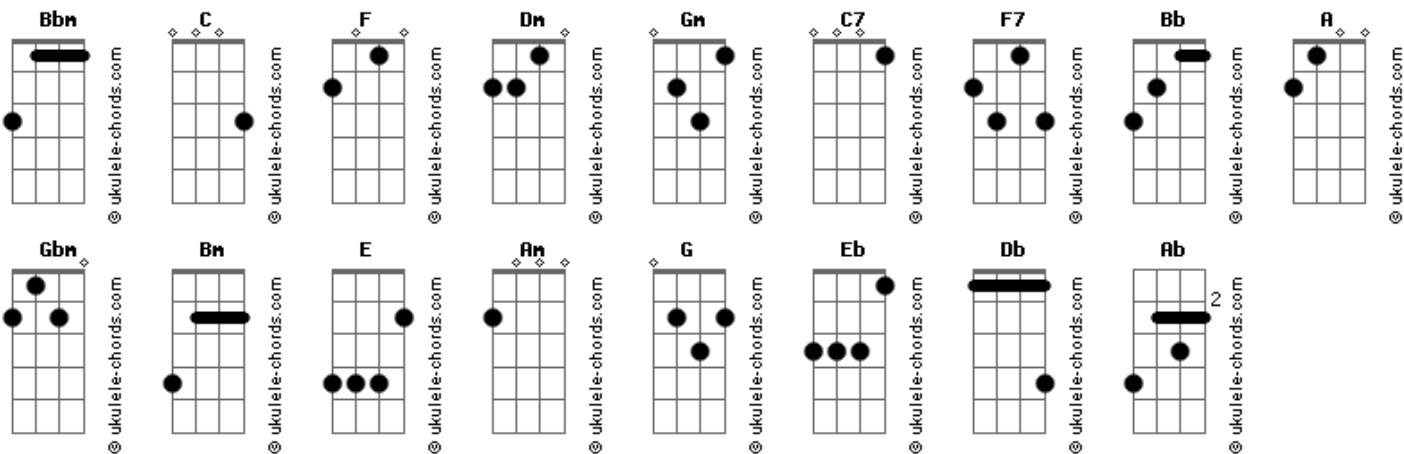 Bbm C F Dm Gm C7 F7 Bb A
© ukulele-chords.com © ukulele-chords.com © ukulele-chords.com © ukulele-chords.com © ukulele-chords.com © ukulele-chords.com © ukulele-chords.com © ukulele-chords.com © ukulele-chords.com
Gbm Bm E Am G Eb Db Ab
2
© ukulele-chords.com © ukulele-chords.com © ukulele-chords.com © ukulele-chords.com © ukulele-chords.com © ukulele-chords.com © ukulele-chords.com © ukulele-chords.com